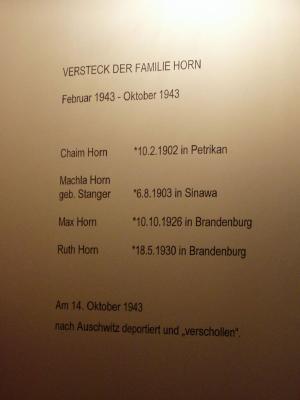 VERSTECK DER FAMILIE HORN
Februar 1943 - Oktober 1943
Chaim Horn *10.2.1902 in Petrikan
Machla Horn
geb. Stanger *6.8.1903 in Sinawa
Max Horn *10.10.1926 in Brandenburg
Ruth Horn *18.5.1930 in Brandenburg
Am 14. Oktober 1943
nach Auschwitz deportiert und „verschollen“.